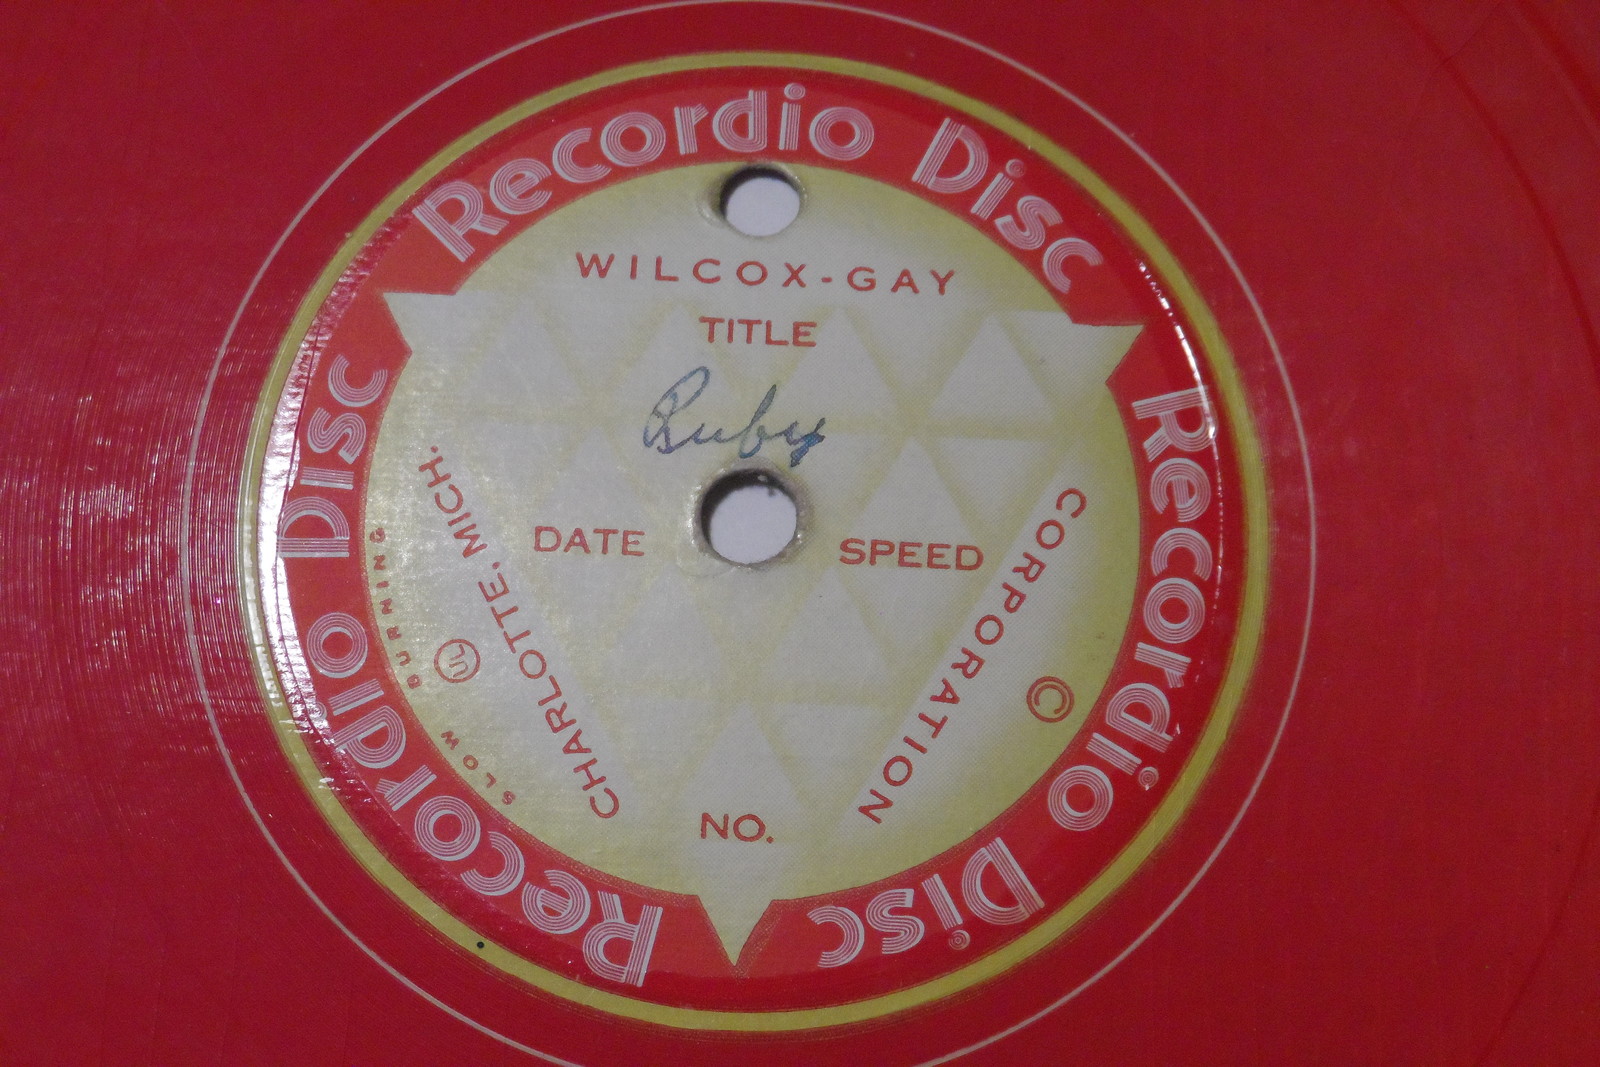 Recordio Disc
WILCOX-GAY
TITLE
Ruby
DATE
SPEED
NO.
CORPORATION
©
CHARLOTTE, MICH.
UL
SLOW BURNING
Recordio Disc
Recordio Disc